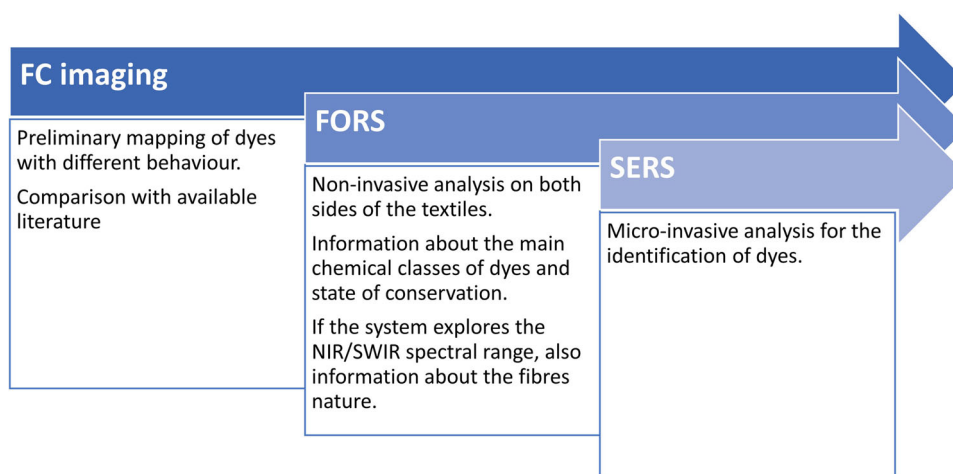 FC imaging
Preliminary mapping of dyes
with different behaviour.
Comparison with available
literature
FORS
Non-invasive analysis on both
sides of the textiles.
Information about the main
chemical classes of dyes and
state of conservation.
If the system explores the
NIR/SWIR spectral range, also
information about the fibres
nature.
SERS
Micro-invasive analysis for the
identification of dyes.